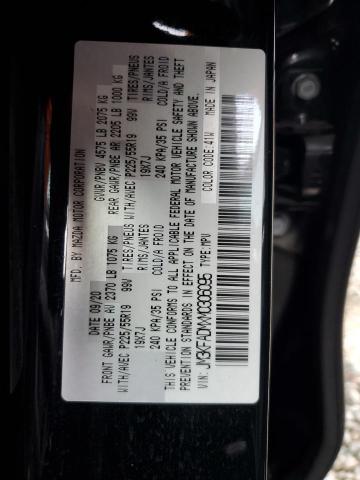 MFD. BY MAZDA MOTOR CORPORATION
09/20 GVWR/PNBV 4575 LB 2075 KG
FRONT GAWR/PNBE AV 2370 LB 1075 KG REAR GAWR/PNBE AR 2205 LB 1000 KG
WITH/AVEC P225/55R19 99V TIRES/PNEUS WITH/AVEC P225/55R19 99V TIRES/PNEUS
19X7J RIMS/JANTES 19X7J RIMS/JANTES
240 KPA/35 PSI COLD/A FROID 240 KPA/35 PSI COLD/A FROID
THIS VEHICLE CONFORMS TO ALL APPLICABLE FEDERAL MOTOR VEHICLE SAFETY AND THEFT
PREVENTION STANDARDS IN EFFECT ON THE DATE OF MANUFACTURE SHOWN ABOVE.
VIN: TYPE:MPV COLOR CODE:41W MADE IN JAPAN